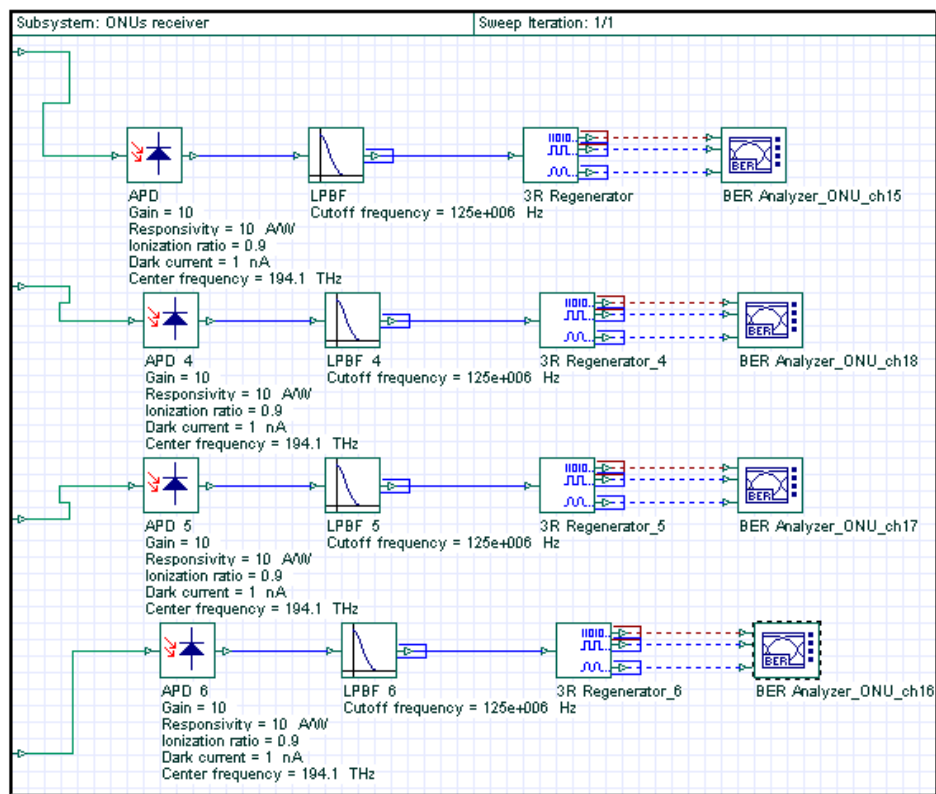 Subsystem: ONUs receiver
Sweep Iteration: 1/1
APD
Gain = 10
Responsivity = 10 A/W
Ionization ratio = 0.9
Dark current = 1 nA
Center frequency = 194.1 THz
LPBF
Cutoff frequency = 125e+006 Hz
3R Regenerator
BER
BER Analyzer_ONU_ch15
APD 4
Gain = 10
Responsivity = 10 A/W
Ionization ratio = 0.9
Dark current = 1 nA
Center frequency = 194.1 THz
LPBF 4
Cutoff frequency = 125e+006 Hz
3R Regenerator_4
BER
BER Analyzer_ONU_ch18
APD 5
Gain = 10
Responsivity = 10 A/W
Ionization ratio = 0.9
Dark current = 1 nA
Center frequency = 194.1 THz
LPBF 5
Cutoff frequency = 125e+006 Hz
3R Regenerator_5
BER
BER Analyzer_ONU_ch17
APD 6
Gain = 10
Responsivity = 10 A/W
Ionization ratio = 0.9
Dark current = 1 nA
Center frequency = 194.1 THz
LPBF 6
Cutoff frequency = 125e+006 Hz
3R Regenerator_6
BER
BER Analyzer_ONU_ch16